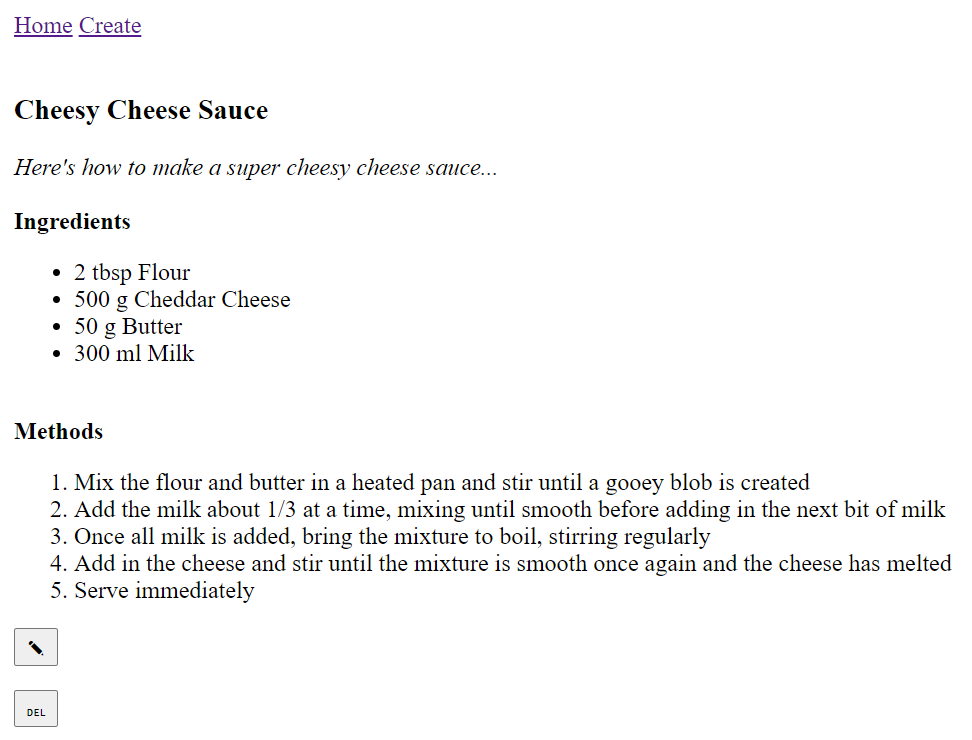 Home Create
Cheesy Cheese Sauce
Here's how to make a super cheesy cheese sauce...
Ingredients
• 2 tbsp Flour
• 500 g Cheddar Cheese
• 50 g Butter
• 300 ml Milk
Methods
1. Mix the flour and butter in a heated pan and stir until a gooey blob is created
2. Add the milk about 1/3 at a time, mixing until smooth before adding in the next bit of milk
3. Once all milk is added, bring the mixture to boil, stirring regularly
4. Add in the cheese and stir until the mixture is smooth once again and the cheese has melted
5. Serve immediately
DEL